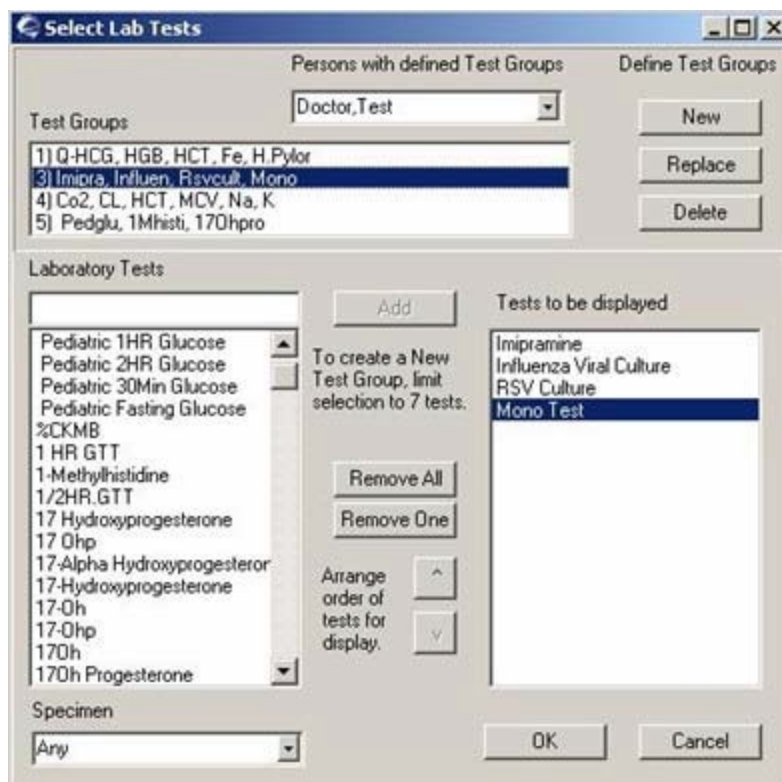 Select Lab Tests
Persons with defined Test Groups
Define Test Groups
Doctor,Test
New
Test Groups
1) Q-HCG, HGB, HCT, Fe, H.Pylor
3) Imipra, Influen, Rsvcult, Mono
Replace
4) Co2, CL, HCT, MCV, Na, K
5) Pedglu, 1Mhisti, 17Ohpro
Delete
Laboratory Tests
Add
Tests to be displayed
Pediatric 1HR Glucose
Pediatric 2HR Glucose
Pediatric 30Min Glucose
Pediatric Fasting Glucose
%CKMB
1 HR GTT
1-Methylhistidine
1/2HR.GTT
17 Hydroxyprogesterone
17 Ohp
17-Alpha Hydroxyprogesteror
17-Hydroxyprogesterone
17-Oh
17-Ohp
17Oh
17Oh Progesterone
To create a New
Test Group, limit
selection to 7 tests.
Remove All
Remove One
Arrange
order of
tests for
display.
^
v
Imipramine
Influenza Viral Culture
RSV Culture
Mono Test
Specimen
Any
OK
Cancel